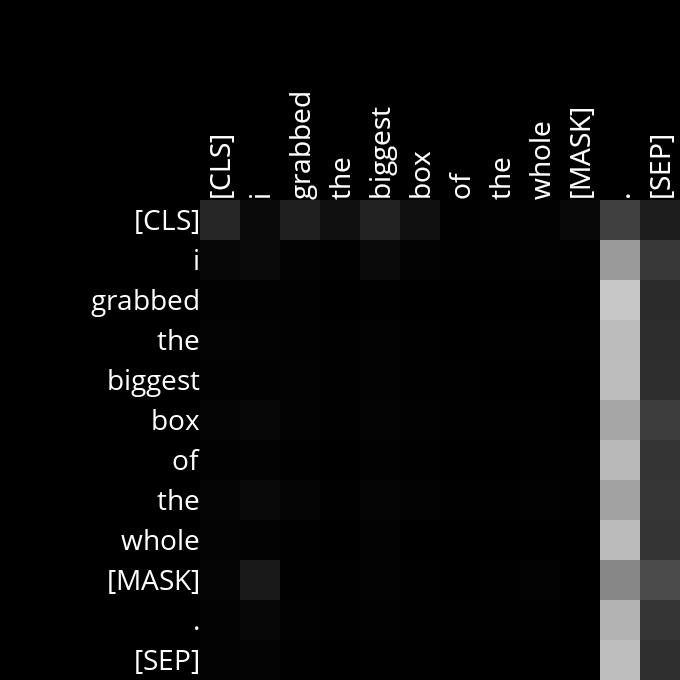 [CLS]
i
grabbed
the
biggest
box
of
the
whole
[MASK]
.
[SEP]
[CLS]
i
grabbed
the
biggest
box
of
the
whole
[MASK]
.
[SEP]